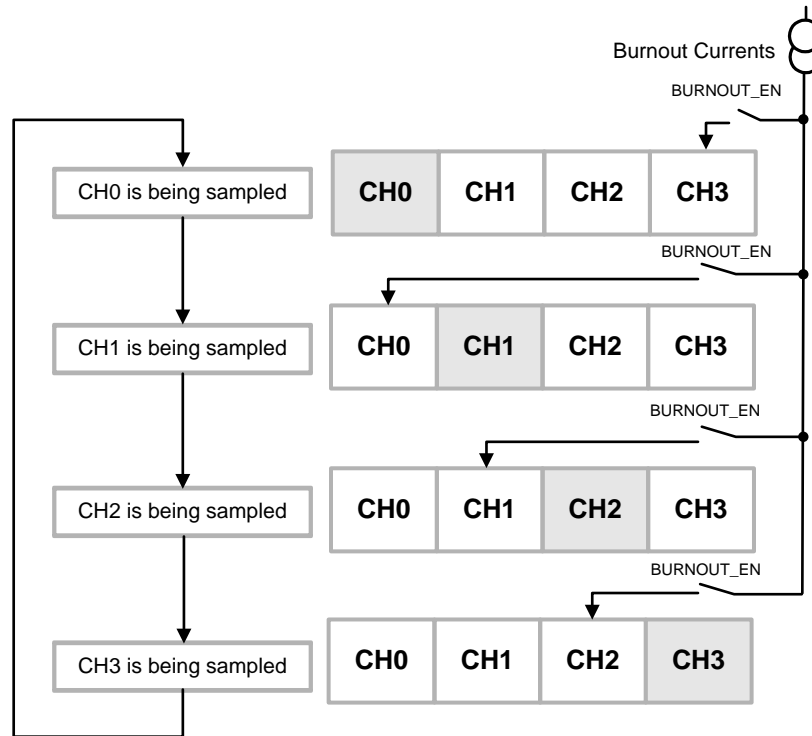 Burnout Currents
BURNOUT_EN
CH0 is being sampled
CH0 CH1 CH2 CH3
BURNOUT_EN
CH1 is being sampled
CH0 CH1 CH2 CH3
BURNOUT_EN
CH2 is being sampled
CH0 CH1 CH2 CH3
BURNOUT_EN
CH3 is being sampled
CH0 CH1 CH2 CH3